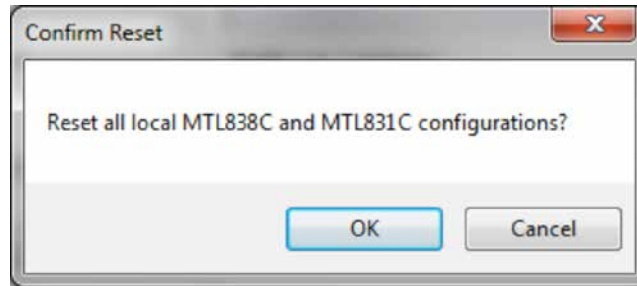 Confirm Reset
Reset all local MTL838C and MTL831C configurations?
OK
Cancel